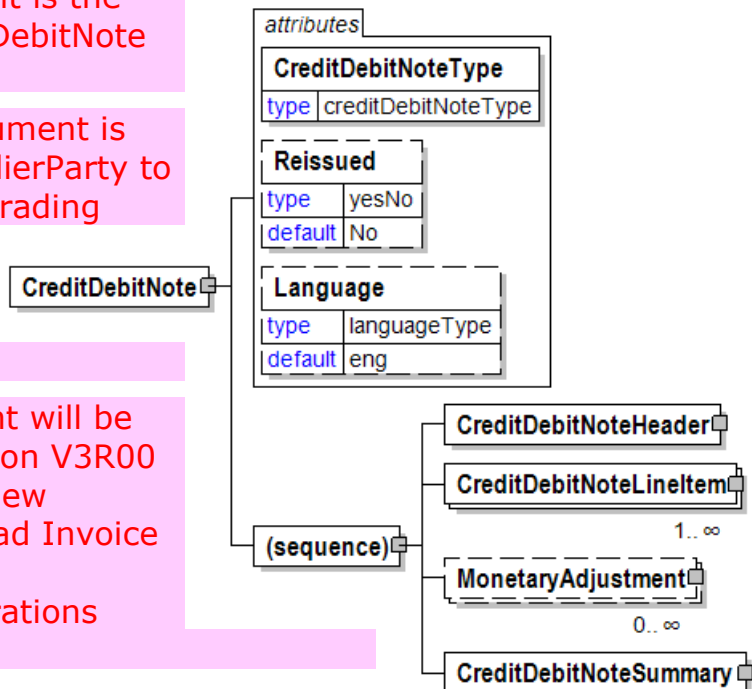 nt is the
DebitNote
ument is
lierParty to
rading
nt will be
on V3R00
ew
ad Invoice
rations
CreditDebitNote
attributes
CreditDebitNoteType
type creditDebitNoteType
Reissued
type yesNo
default No
Language
type languageType
default eng
(sequence)
CreditDebitNoteHeader
CreditDebitNoteLineItem
1..∞
MonetaryAdjustment
0..∞
CreditDebitNoteSummary